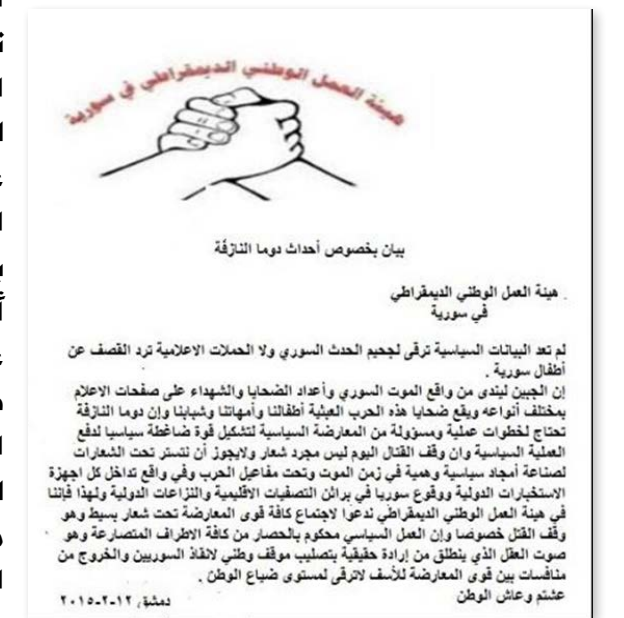 هيئة العمل الوطني الديمقراطي في سورية
بيان بخصوص أحداث دوما النازفة
. هيئة العمل الوطني الديمقراطي
في سورية
لم تعد البيانات السياسية ترقى لجحيم الحدث السوري ولا الحملات الاعلامية ترد القصف عن
أطفال سورية .
إن الجبين ليندى من واقع الموت السوري وأعداد الضحايا والشهداء على صفحات الاعلام
بمختلف أنواعه ويقع ضحايا هذه الحرب العبثية أطفالنا وأمهاتنا وشبابنا وإن دوما النازفة
تحتاج لخطوات عملية ومسؤولة من المعارضة السياسية لتشكيل قوة ضاغطة سياسيا لدفع
العملية السياسية وان وقف القتال اليوم ليس مجرد شعار ولايجوز أن نتستر تحت الشعارات
لصناعة أمجاد سياسية وهمية في زمن الموت وتحت مفاعيل الحرب وفي واقع تداخل كل اجهزة
الاستخبارات الدولية ووقوع سوريا في براثن التصفيات الاقليمية والنزاعات الدولية ولهذا فإننا
في هيئة العمل الوطني الديمقراطي ندعوا لاجتماع كافة قوى المعارضة تحت شعار بسيط وهو
وقف القتل خصوصا وإن العمل السياسي محكوم بالحصار من كافة الاطراف المتصارعة وهو
صوت العقل الذي ينطلق من إرادة حقيقية بتصليب موقف وطني لانقاذ السوريين والخروج من
منافسات بين قوى المعارضة للأسف لاترقى لمستوى ضياع الوطن .
عشتم وعاش الوطن
دمشق, ١٢-٢-٢٠١٥